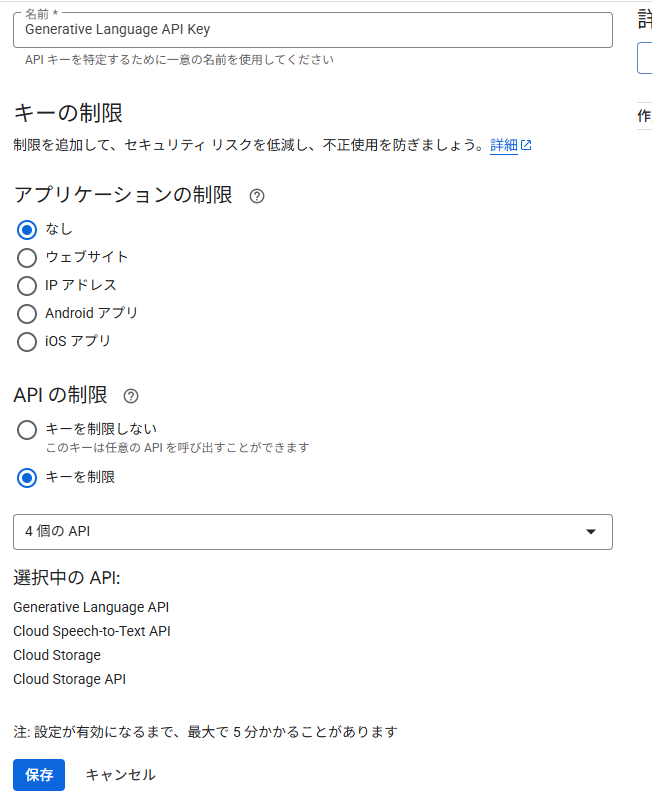 名前 *
Generative Language API Key
API キーを特定するために一意の名前を使用してください
キーの制限
制限を追加して、セキュリティ リスクを低減し、不正使用を防ぎましょう。詳細
アプリケーションの制限
なし
ウェブサイト
IP アドレス
Android アプリ
iOS アプリ
API の制限
キーを制限しない
このキーは任意の API を呼び出すことができます
キーを制限
4 個の API
選択中の API:
Generative Language API
Cloud Speech-to-Text API
Cloud Storage
Cloud Storage API
注: 設定が有効になるまで、最大で 5 分かかることがあります
保存 キャンセル
詳
作